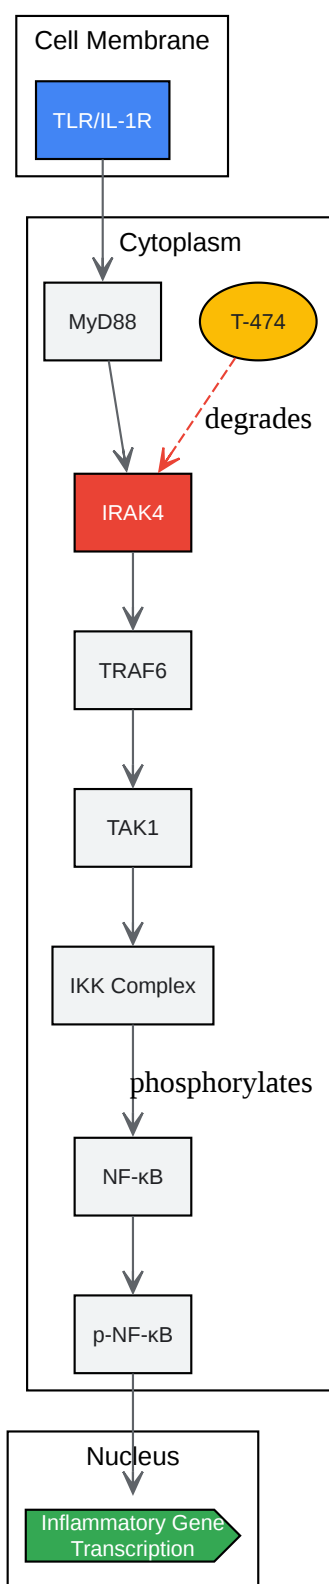 Cell Membrane
TLR/IL-1R
Cytoplasm
MyD88
T-474
degrades
IRAK4
TRAF6
TAK1
IKK Complex
phosphorylates
NF-κB
p-NF-κB
Nucleus
Inflammatory Gene
Transcription